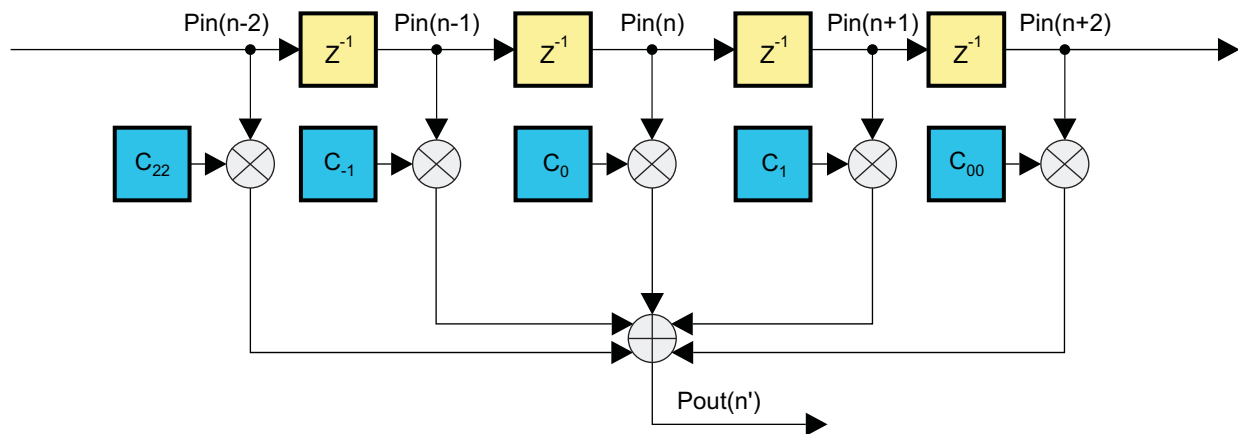 Pin(n-2) Pin(n-1) Pin(n) Pin(n+1) Pin(n+2)
Z⁻¹ Z⁻¹ Z⁻¹ Z⁻¹
C₂₂ C₋₁ C₀ C₁ C₀₀
Pout(n')